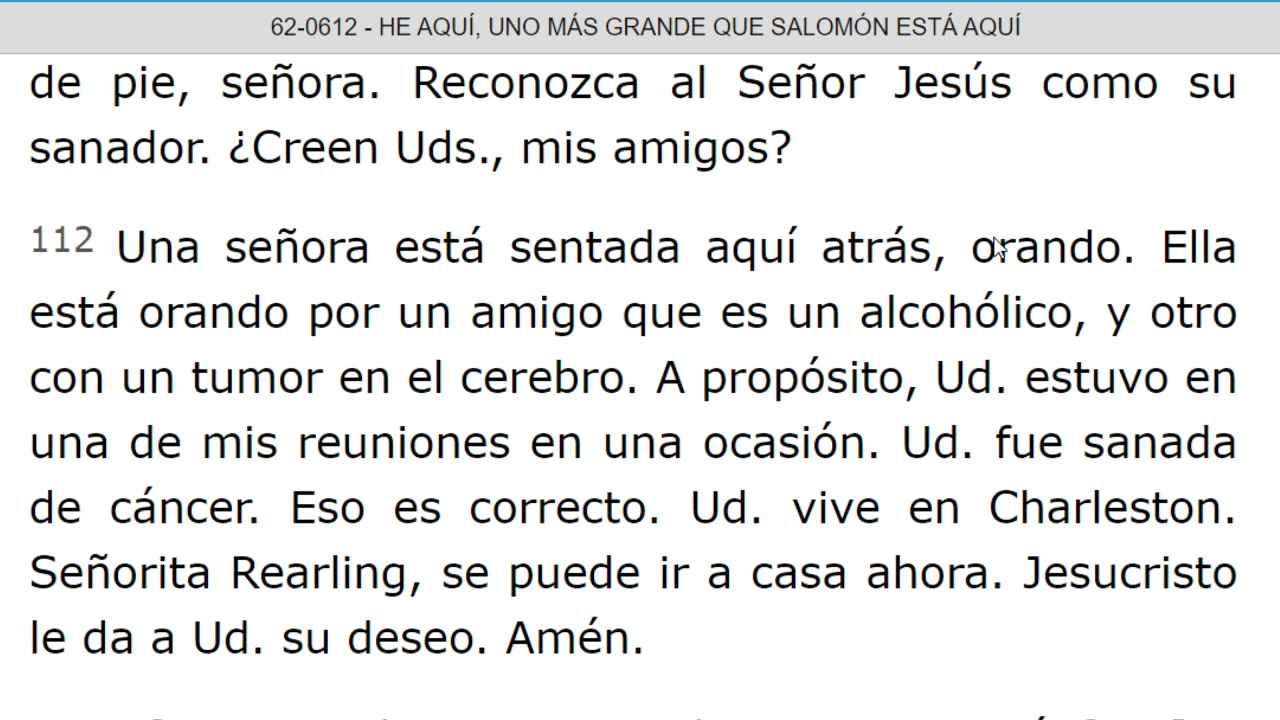 62-0612 - HE AQUÍ, UNO MÁS GRANDE QUE SALOMÓN ESTÁ AQUÍ
de pie, señora. Reconozca al Señor Jesús como su
sanador. ¿Creen Uds., mis amigos?
112 Una señora está sentada aquí atrás, orando. Ella
está orando por un amigo que es un alcohólico, y otro
con un tumor en el cerebro. A propósito, Ud. estuvo en
una de mis reuniones en una ocasión. Ud. fue sanada
de cáncer. Eso es correcto. Ud. vive en Charleston.
Señorita Rearling, se puede ir a casa ahora. Jesucristo
le da a Ud. su deseo. Amén.